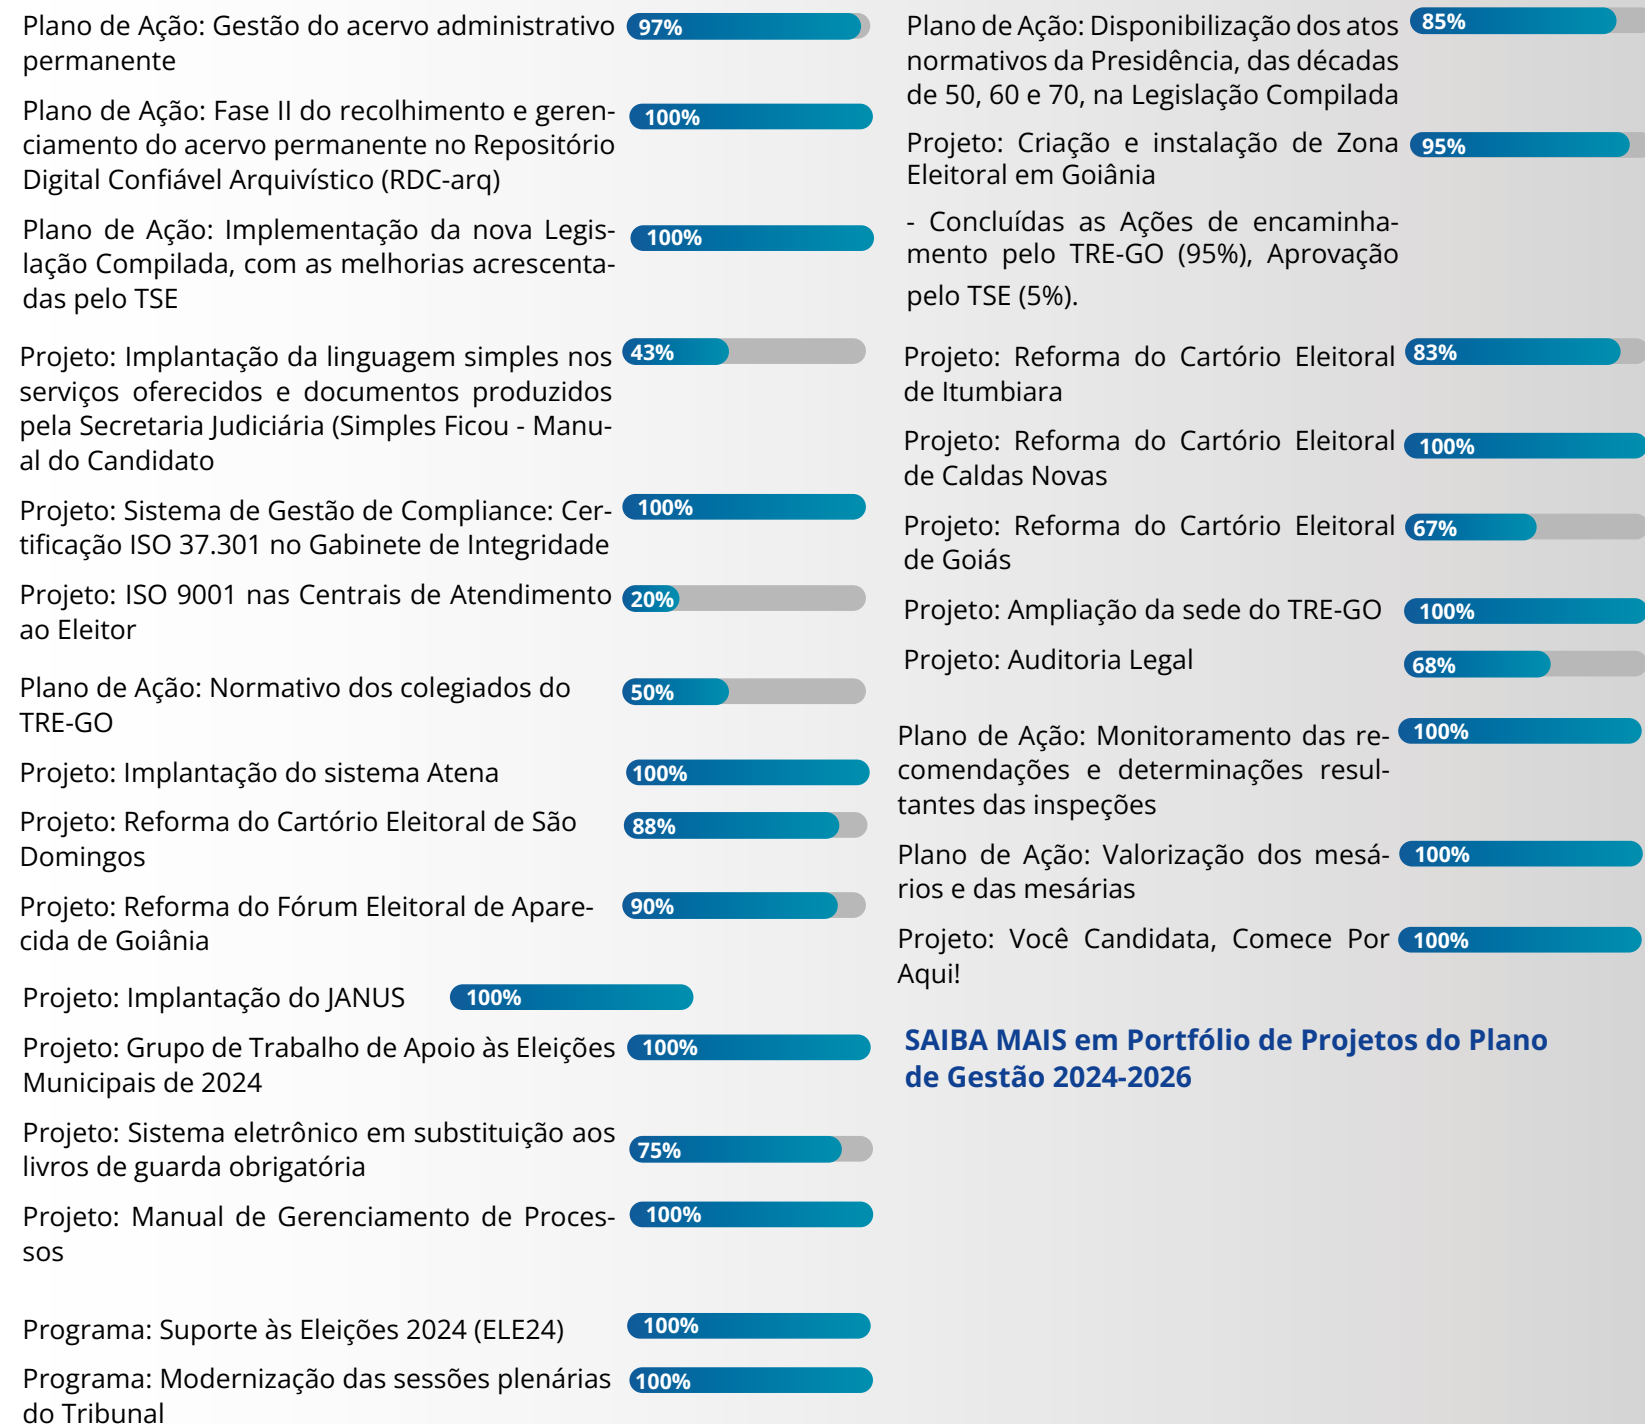 Plano de Ação: Gestão do acervo administrativo
permanente
97%
Plano de Ação: Fase II do recolhimento e geren-
ciamento do acervo permanente no Repositório
Digital Confiável Arquivístico (RDC-arq)
100%
Plano de Ação: Implementação da nova Legis-
lação Compilada, com as melhorias acrescenta-
das pelo TSE
100%
Projeto: Implantação da linguagem simples nos
serviços oferecidos e documentos produzidos
pela Secretaria Judiciária (Simples Ficou - Manu-
al do Candidato
43%
Projeto: Sistema de Gestão de Compliance: Cer-
tificação ISO 37.301 no Gabinete de Integridade
100%
Projeto: ISO 9001 nas Centrais de Atendimento
ao Eleitor
20%
Plano de Ação: Normativo dos colegiados do
TRE-GO
50%
Projeto: Implantação do sistema Atena
100%
Projeto: Reforma do Cartório Eleitoral de São
Domingos
88%
Projeto: Reforma do Fórum Eleitoral de Apare-
cida de Goiânia
90%
Projeto: Implantação do JANUS
100%
Projeto: Grupo de Trabalho de Apoio às Eleições
Municipais de 2024
100%
Projeto: Sistema eletrônico em substituição aos
livros de guarda obrigatória
75%
Projeto: Manual de Gerenciamento de Proces-
sos
100%
Programa: Suporte às Eleições 2024 (ELE24)
100%
Programa: Modernização das sessões plenárias
do Tribunal
100%
Plano de Ação: Disponibilização dos atos
normativos da Presidência, das décadas
de 50, 60 e 70, na Legislação Compilada
85%
Projeto: Criação e instalação de Zona
Eleitoral em Goiânia
95%
- Concluídas as Ações de encaminha-
mento pelo TRE-GO (95%), Aprovação
pelo TSE (5%).
Projeto: Reforma do Cartório Eleitoral
de Itumbiara
83%
Projeto: Reforma do Cartório Eleitoral
de Caldas Novas
100%
Projeto: Reforma do Cartório Eleitoral
de Goiás
67%
Projeto: Ampliação da sede do TRE-GO
100%
Projeto: Auditoria Legal
68%
Plano de Ação: Monitoramento das re-
comendações e determinações resul-
tantes das inspeções
100%
Plano de Ação: Valorização dos mesá-
rios e das mesárias
100%
Projeto: Você Candidata, Comece Por
Aqui!
100%
SAIBA MAIS em Portfólio de Projetos do Plano
de Gestão 2024-2026